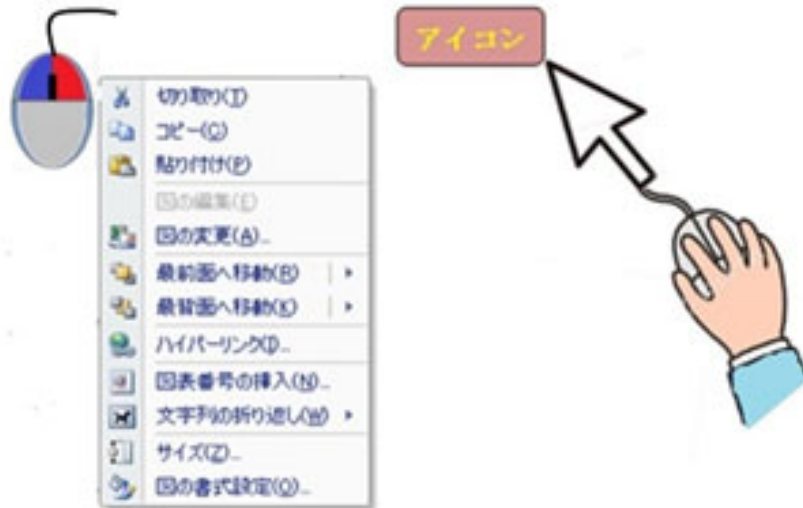 アイコン
切り取り(T)
コピー(C)
貼り付け(P)
図の編集(E)
図の変更(A)...
最前面へ移動(R)
最背面へ移動(K)
ハイパーリンク(I)...
図表番号の挿入(N)...
文字列の折り返し(W)
サイズ(Z)...
図の書式設定(O)...